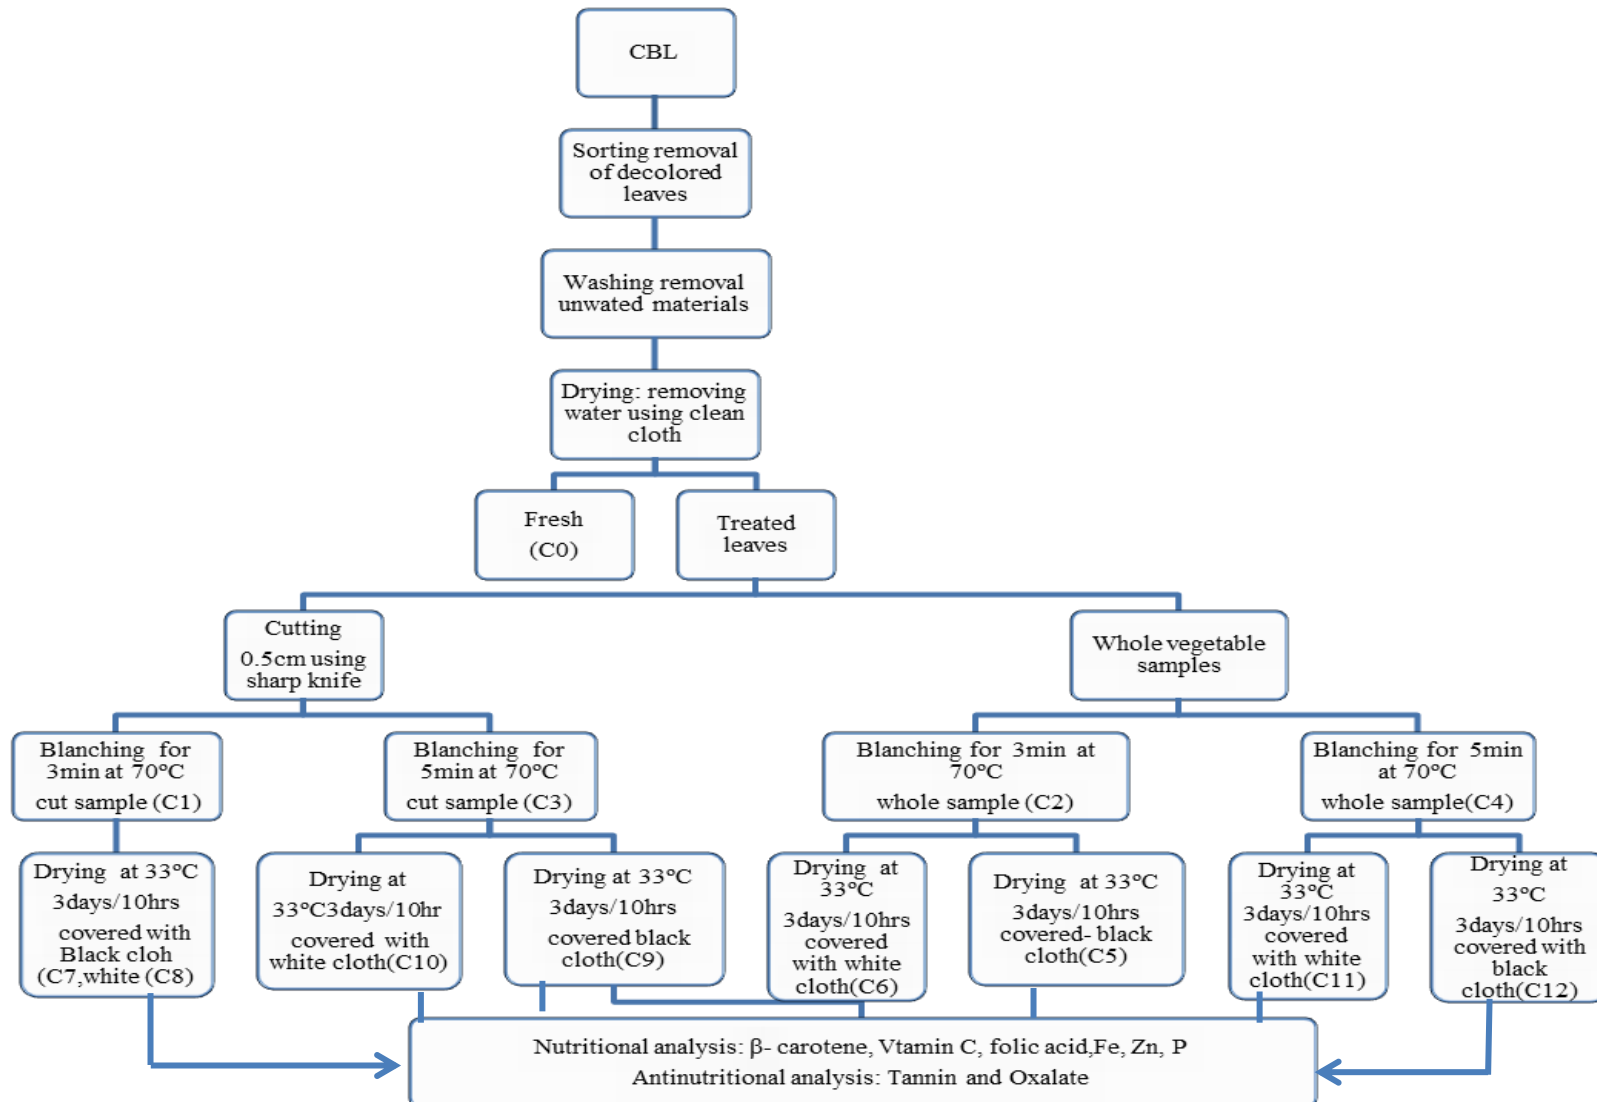 CBL
Sorting removal
of decolored
leaves
Washing removal
unwated materials
Drying: removing
water using clean
cloth
Fresh
(C0)
Treated
leaves
Cutting
0.5cm using
sharp knife
Whole vegetable
samples
Blanching for
3min at 70°C
cut sample (C1)
Blanching for
5min at 70°C
cut sample (C3)
Blanching for 3min at
70°C
whole sample (C2)
Blanching for 5min
at 70°C
whole sample(C4)
Drying at 33°C
3days/10hrs
covered with
Black cloh
(C7,white (C8)
Drying at
33°C3days/10hr
covered with
white cloth(C10)
Drying at 33°C
3days/10hrs
covered black
cloth(C9)
Drying at
33°C
3days/10hrs
covered
with white
cloth(C6)
Drying at 33°C
3days/10hrs
covered- black
cloth(C5)
Drying at
33°C
3days/10hrs
covered
with white
cloth(C11)
Drying at
33°C
3days/10hrs
covered with
black
cloth(C12)
Nutritional analysis: β- carotene, Vtamin C, folic acid,Fe, Zn, P
Antinutritional analysis: Tannin and Oxalate